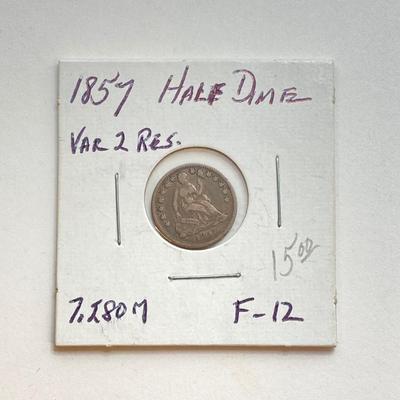 1857 HALF DIME
VAR 2 RES.
15.00
7.280M F-12